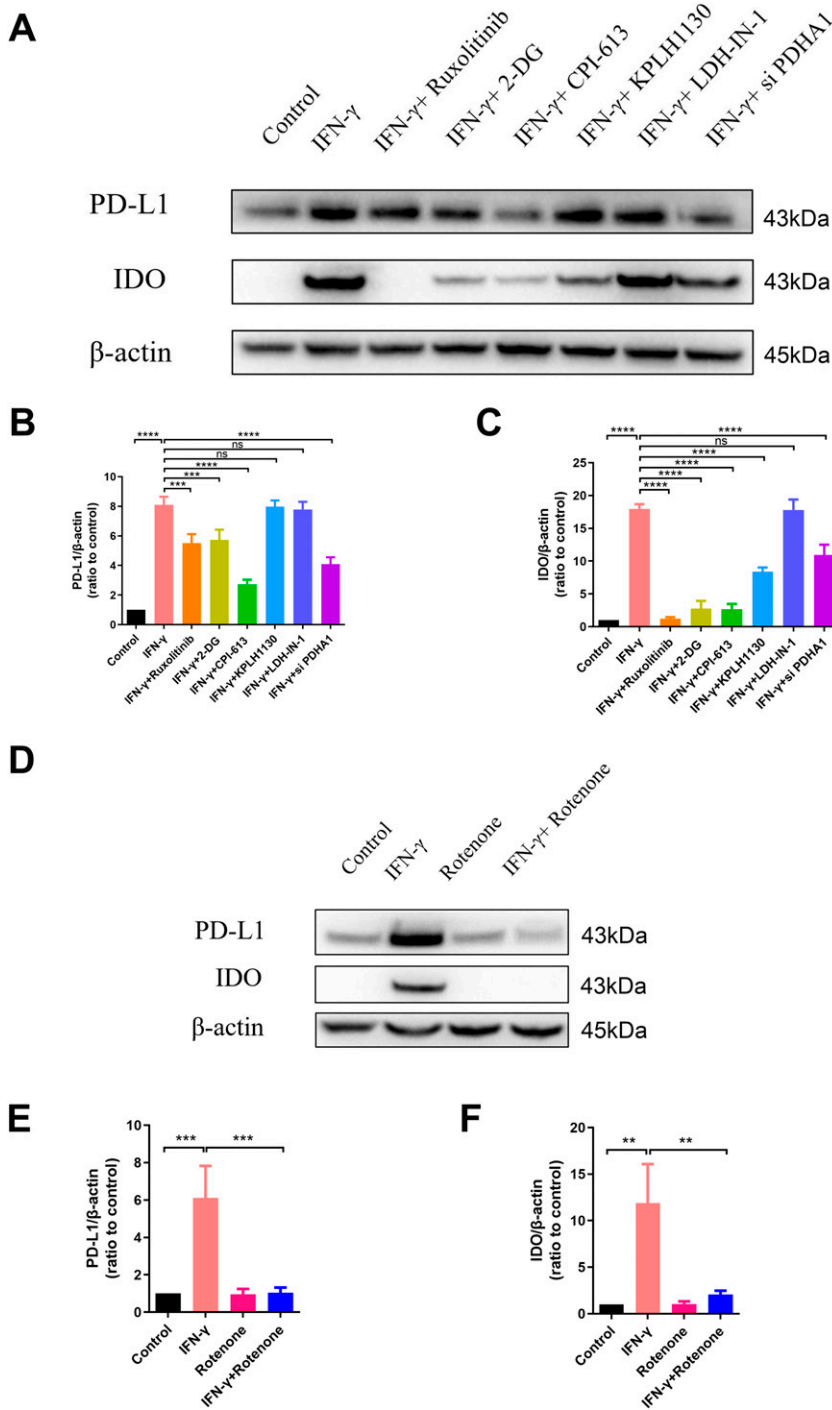 A
Control
IFN-γ
IFN-γ+ Ruxolitinib
IFN-γ+ 2-DG
IFN-γ+ CPI-613
IFN-γ+ KPLH1130
IFN-γ+ LDH-IN-1
IFN-γ+ si PDHA1
PD-L1
43kDa
IDO
43kDa
β-actin
45kDa
B
****
****
ns
ns
****
***
***
PD-L1/β-actin
(ratio to control)
10
8
6
4
2
0
Control
IFN-γ
IFN-γ+Ruxolitinib
IFN-γ+2-DG
IFN-γ+CPI-613
IFN-γ+KPLH1130
IFN-γ+LDH-IN-1
IFN-γ+si PDHA1
C
****
****
ns
****
****
****
****
IDO/β-actin
(ratio to control)
25
20
15
10
5
0
Control
IFN-γ
IFN-γ+Ruxolitinib
IFN-γ+2-DG
IFN-γ+CPI-613
IFN-γ+KPLH1130
IFN-γ+LDH-IN-1
IFN-γ+si PDHA1
D
Control
IFN-γ
Rotenone
IFN-γ+ Rotenone
PD-L1
43kDa
IDO
43kDa
β-actin
45kDa
E
***
***
PD-L1/β-actin
(ratio to control)
10
8
6
4
2
0
Control
IFN-γ
Rotenone
IFN-γ+Rotenone
F
**
**
IDO/β-actin
(ratio to control)
20
15
10
5
0
Control
IFN-γ
Rotenone
IFN-γ+Rotenone